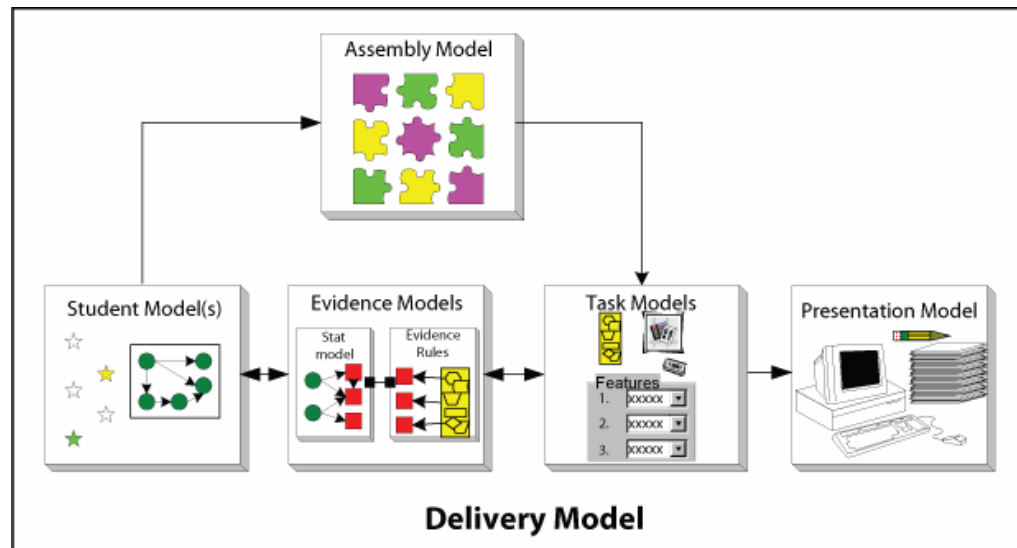 Assembly Model
Student Model(s)
Evidence Models
Stat
model
Evidence
Rules
Task Models
Features
1. xxxxx
2. xxxxx
3. xxxxx
Presentation Model
Delivery Model